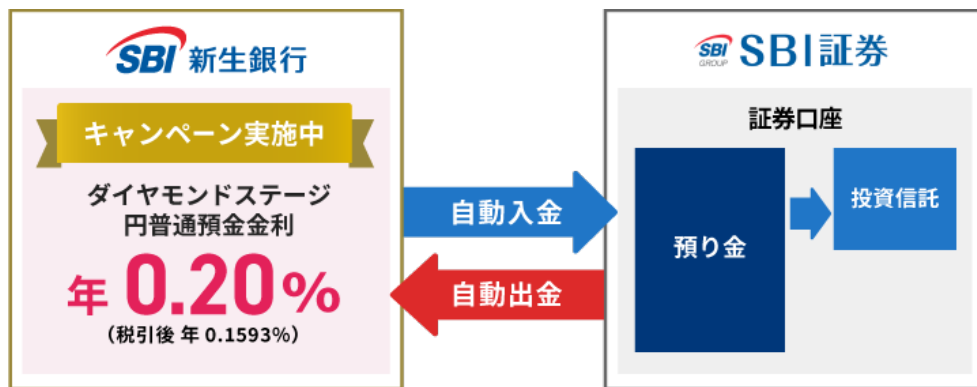 SBI 新生銀行
キャンペーン実施中
ダイヤモンドステージ
円普通預金金利
年 0.20%
（税引後 年 0.1593%）
自動入金
自動出金
SBI GROUP SBI証券
証券口座
預り金
投資信託